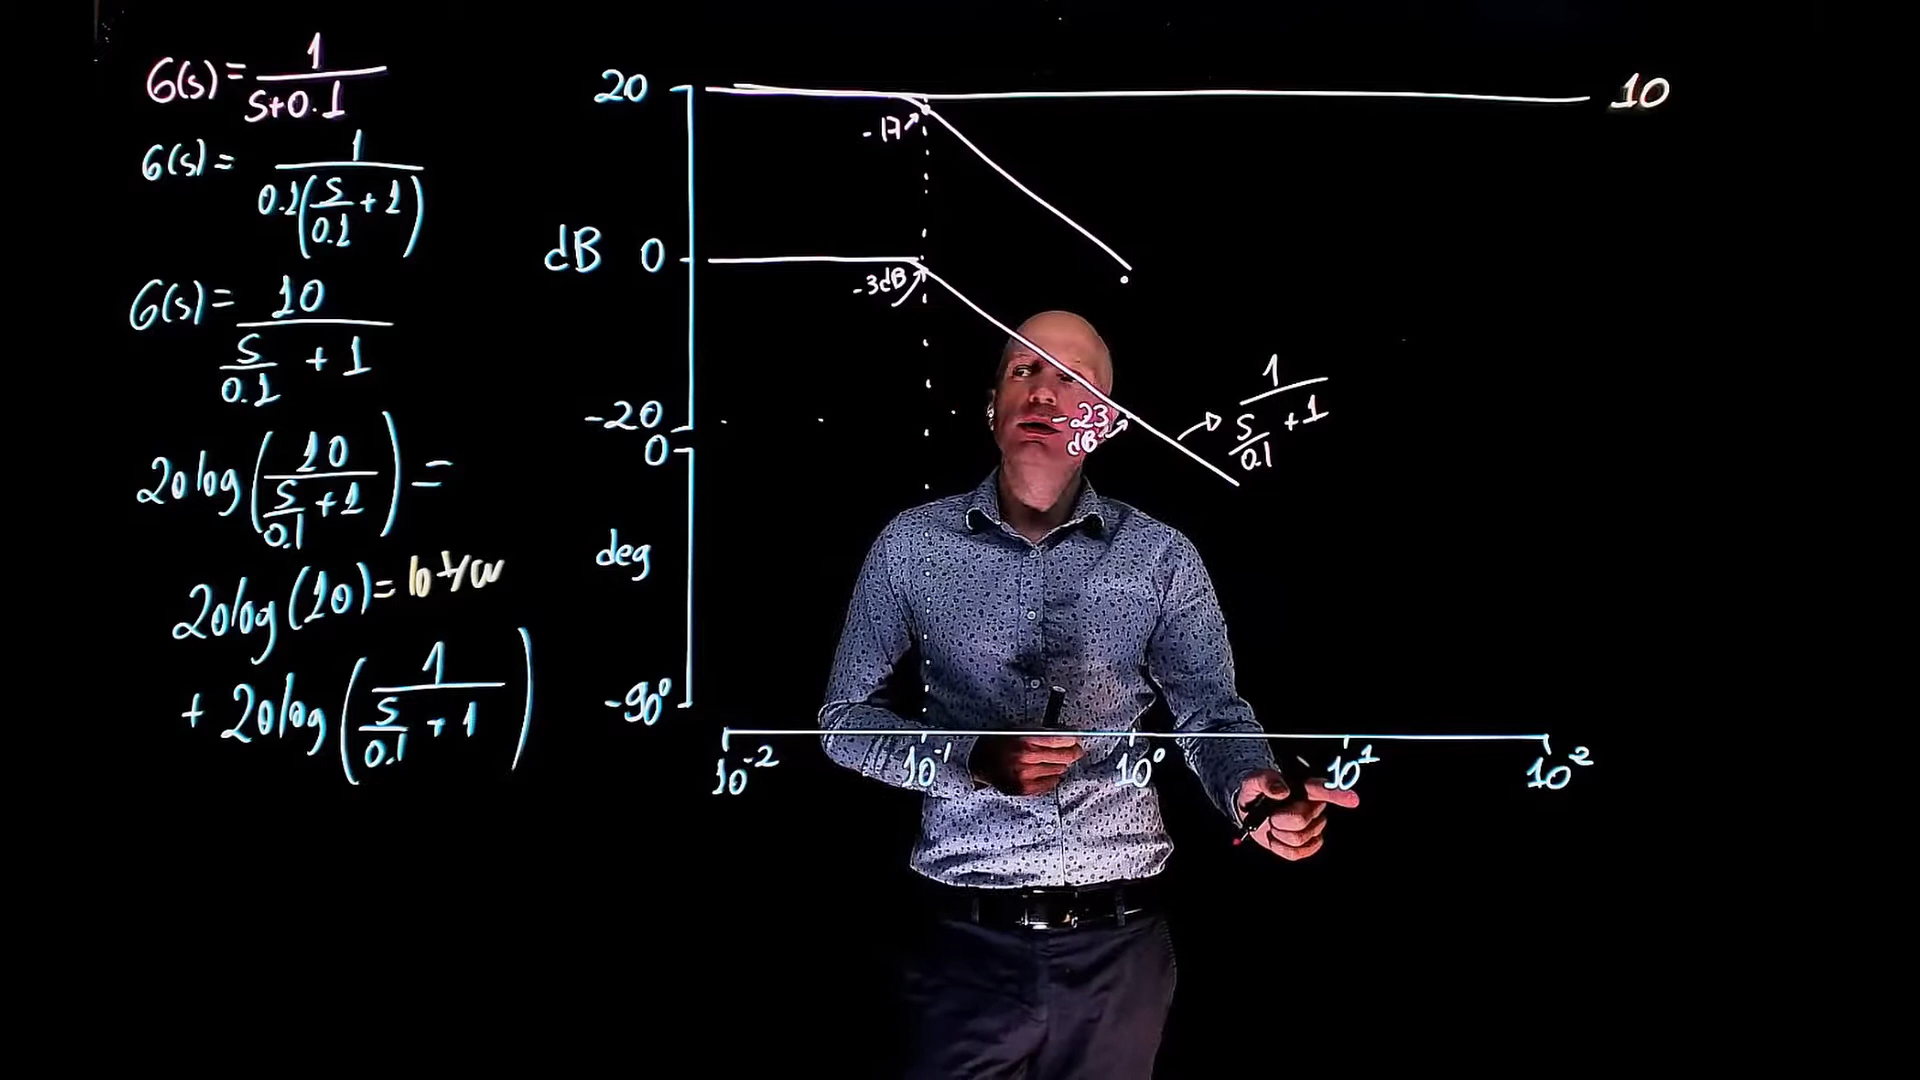 G(s) = 1 / (s+0.1)
G(s) = 1 / (0.1(s/0.1 + 1))
G(s) = 10 / (s/0.1 + 1)
20log(10 / (s/0.1 + 1)) =
20log(10) =
+ 20log(1 / (s/0.1 + 1))
20
10
-17
dB 0
-3dB
-20
-23
dB
1 / (s/0.1 + 1)
0
deg
-90°
10⁻² 10⁻¹ 10⁰ 10¹ 10²